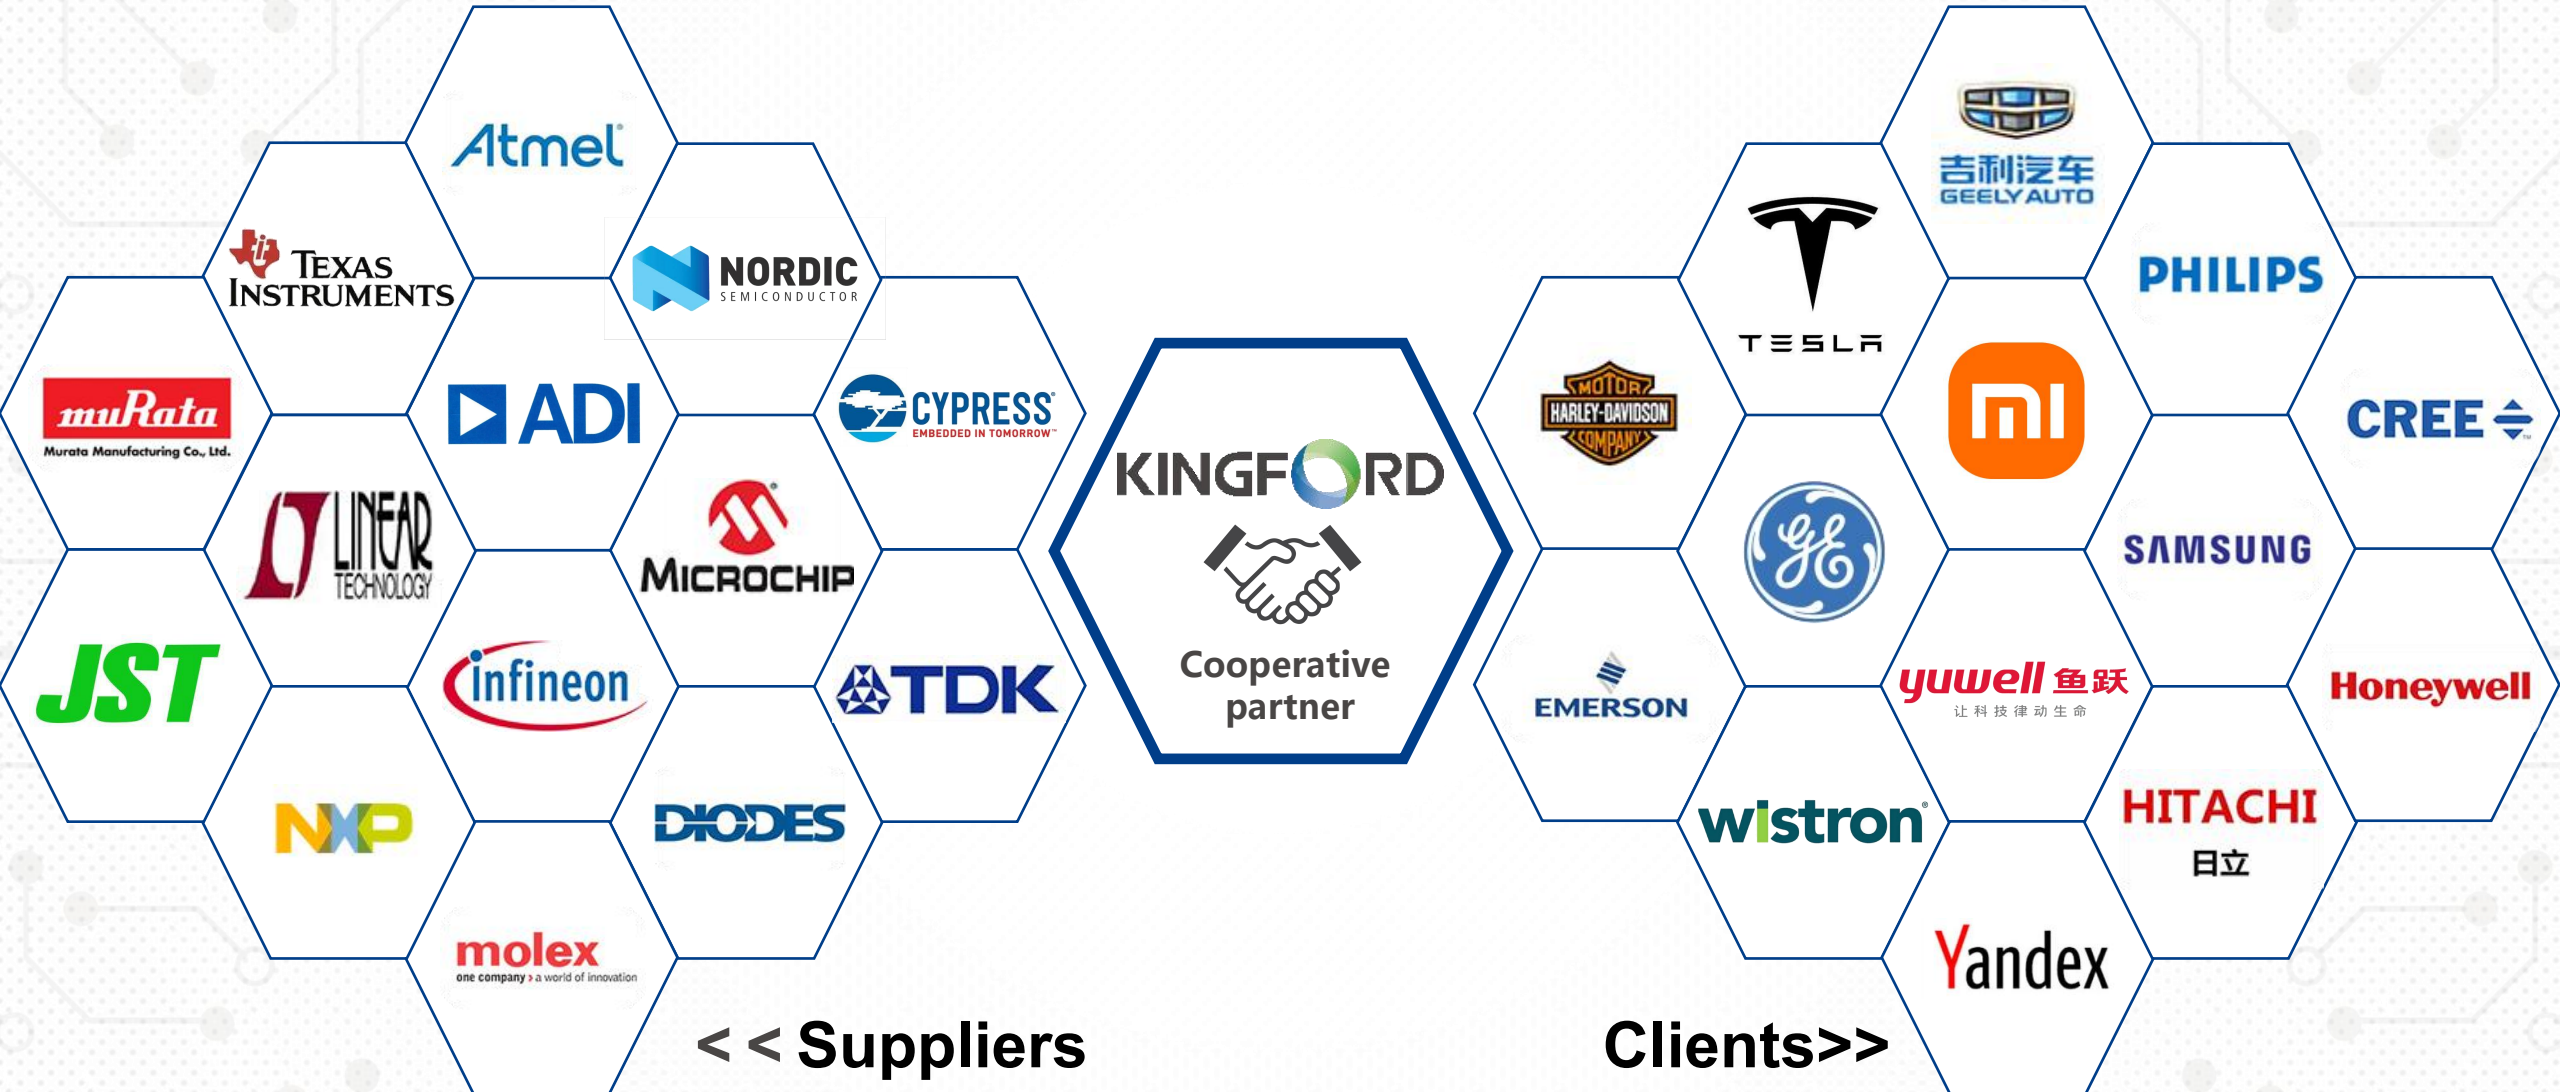 Atmel
TEXAS
INSTRUMENTS
NORDIC
SEMICONDUCTOR
muRata
Murata Manufacturing Co., Ltd.
ADI
CYPRESS
EMBEDDED IN TOMORROW™
LINEAR
TECHNOLOGY
MICROCHIP
JST
infineon
TDK
NXP
DIODES
molex
one company > a world of innovation
< < Suppliers
KINGFORD
Cooperative
partner
吉利汽车
GEELY AUTO
TESLA
PHILIPS
MOTOR
HARLEY-DAVIDSON
COMPANY
mi
CREE
GE
SAMSUNG
EMERSON
yuwell 鱼跃
让科技律动生命
Honeywell
wistron
HITACHI
日立
Yandex
Clients>>